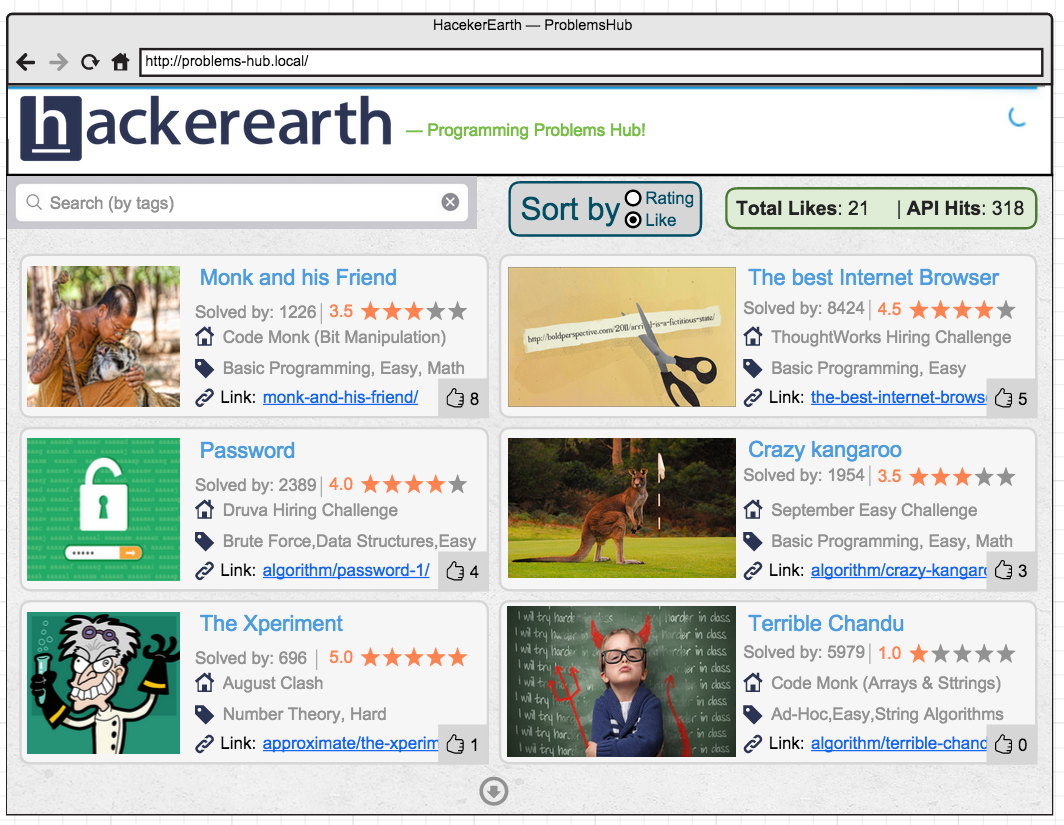 HacekerEarth — ProblemsHub
http://problems-hub.local/
hackerearth — Programming Problems Hub!
Search (by tags)
Sort by
Rating
Like
Total Likes: 21 | API Hits: 318
Monk and his Friend
Solved by: 1226 | 3.5
Code Monk (Bit Manipulation)
Basic Programming, Easy, Math
Link: monk-and-his-friend/
8
http://boldperspective.com/2011/
-is-a-fictitious-state/
The best Internet Browser
Solved by: 8424 | 4.5
ThoughtWorks Hiring Challenge
Basic Programming, Easy
Link: the-best-internet-brows
5
Password
Solved by: 2389 | 4.0
Druva Hiring Challenge
Brute Force,Data Structures,Easy
Link: algorithm/password-1/
4
Crazy kangaroo
Solved by: 1954 | 3.5
September Easy Challenge
Basic Programming, Easy, Math
Link: algorithm/crazy-kangaro
3
The Xperiment
Solved by: 696 | 5.0
August Clash
Number Theory, Hard
Link: approximate/the-xperim
1
I will try harder in class
Terrible Chandu
Solved by: 5979 | 1.0
Code Monk (Arrays & Sttrings)
Ad-Hoc,Easy,String Algorithms
Link: algorithm/terrible-chand
0